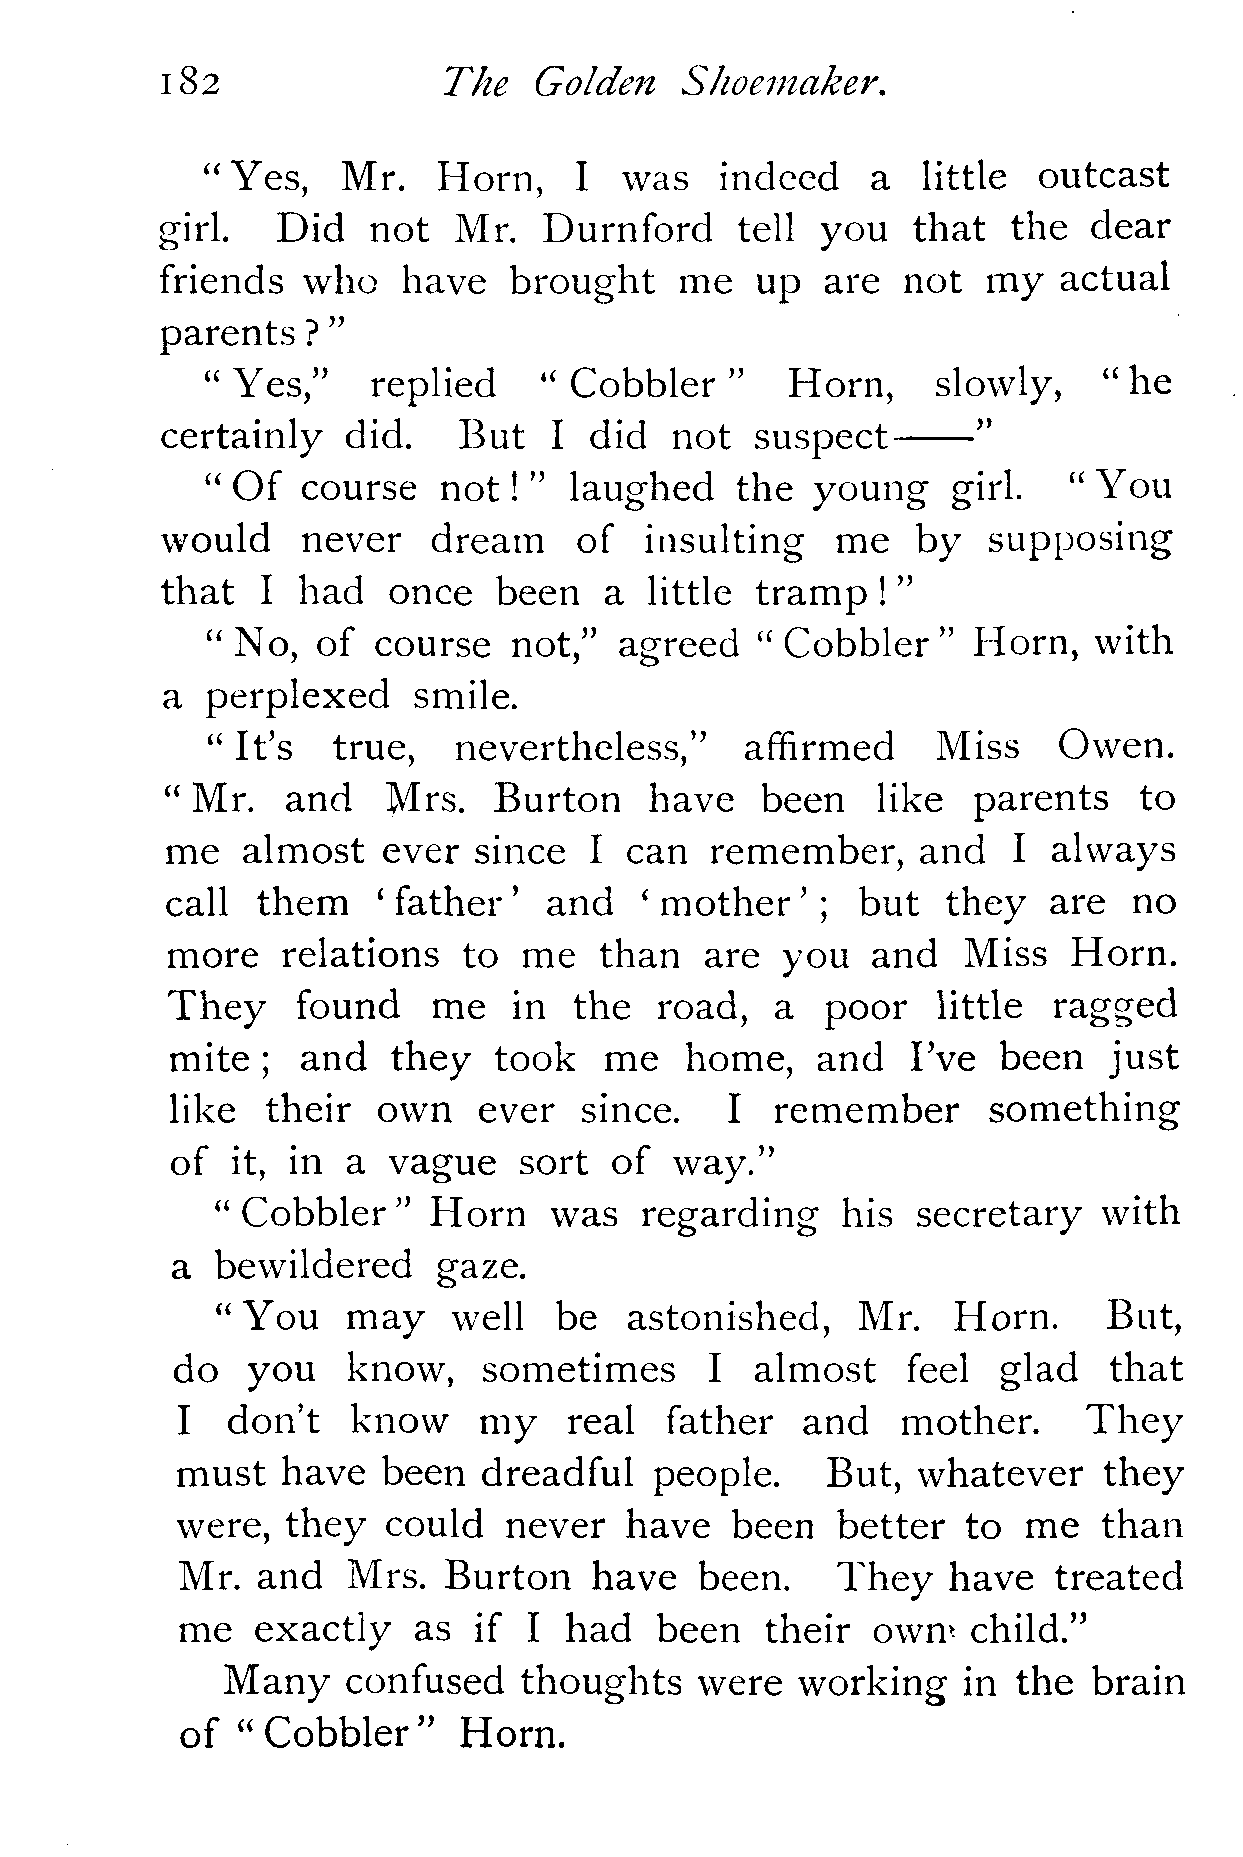 182 The Golden Shoemaker.
“ Yes, Mr. Horn, I was indeed a little outcast
girl. Did not Mr. Durnford tell you that the dear
friends who have brought me up are not my actual
parents ? ”
“ Yes,” replied “ Cobbler ” Horn, slowly, “ he
certainly did. But I did not suspect——”
“ Of course not ! ” laughed the young girl. “ You
would never dream of insulting me by supposing
that I had once been a little tramp ! ”
“ No, of course not,” agreed “ Cobbler ” Horn, with
a perplexed smile.
“ It’s true, nevertheless,” affirmed Miss Owen.
“ Mr. and Mrs. Burton have been like parents to
me almost ever since I can remember, and I always
call them ‘ father ’ and ‘ mother ’ ; but they are no
more relations to me than are you and Miss Horn.
They found me in the road, a poor little ragged
mite ; and they took me home, and I’ve been just
like their own ever since. I remember something
of it, in a vague sort of way.”
“ Cobbler ” Horn was regarding his secretary with
a bewildered gaze.
“ You may well be astonished, Mr. Horn. But,
do you know, sometimes I almost feel glad that
I don’t know my real father and mother. They
must have been dreadful people. But, whatever they
were, they could never have been better to me than
Mr. and Mrs. Burton have been. They have treated
me exactly as if I had been their own child.”
Many confused thoughts were working in the brain
of “ Cobbler ” Horn.